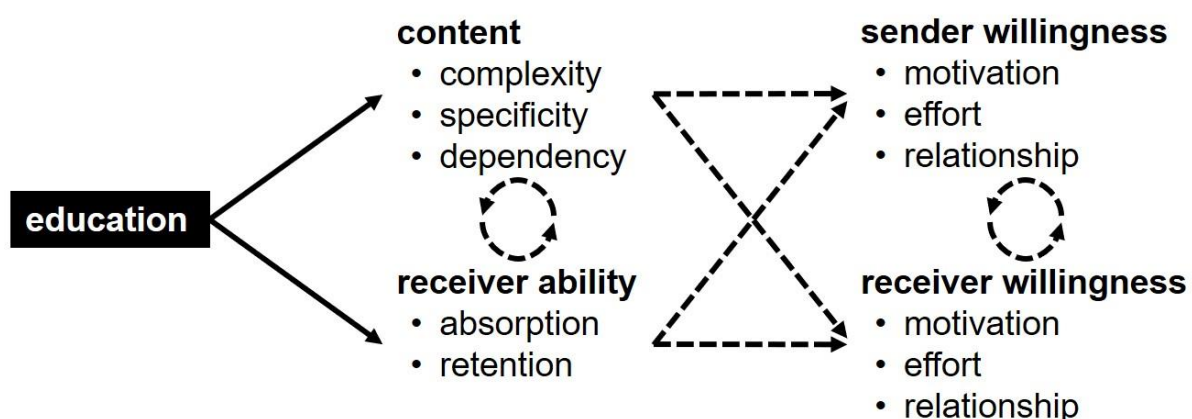 content
• complexity
• specificity
• dependency
education
receiver ability
• absorption
• retention
sender willingness
• motivation
• effort
• relationship
receiver willingness
• motivation
• effort
• relationship